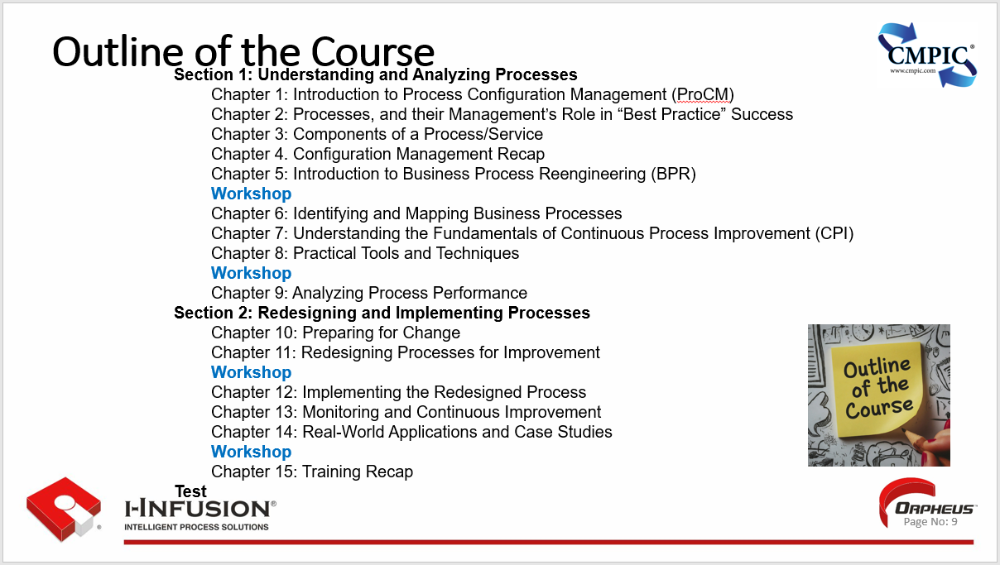 Outline of the Course
CMPIC®
www.cmpic.com
Section 1: Understanding and Analyzing Processes
Chapter 1: Introduction to Process Configuration Management (ProCM)
Chapter 2: Processes, and their Management’s Role in “Best Practice” Success
Chapter 3: Components of a Process/Service
Chapter 4. Configuration Management Recap
Chapter 5: Introduction to Business Process Reengineering (BPR)
Workshop
Chapter 6: Identifying and Mapping Business Processes
Chapter 7: Understanding the Fundamentals of Continuous Process Improvement (CPI)
Chapter 8: Practical Tools and Techniques
Workshop
Chapter 9: Analyzing Process Performance
Section 2: Redesigning and Implementing Processes
Chapter 10: Preparing for Change
Chapter 11: Redesigning Processes for Improvement
Workshop
Chapter 12: Implementing the Redesigned Process
Chapter 13: Monitoring and Continuous Improvement
Chapter 14: Real-World Applications and Case Studies
Workshop
Chapter 15: Training Recap
Test
Outline
of the
Course
®
I-INFUSION®
INTELLIGENT PROCESS SOLUTIONS
ORPHEUS™
Page No: 9